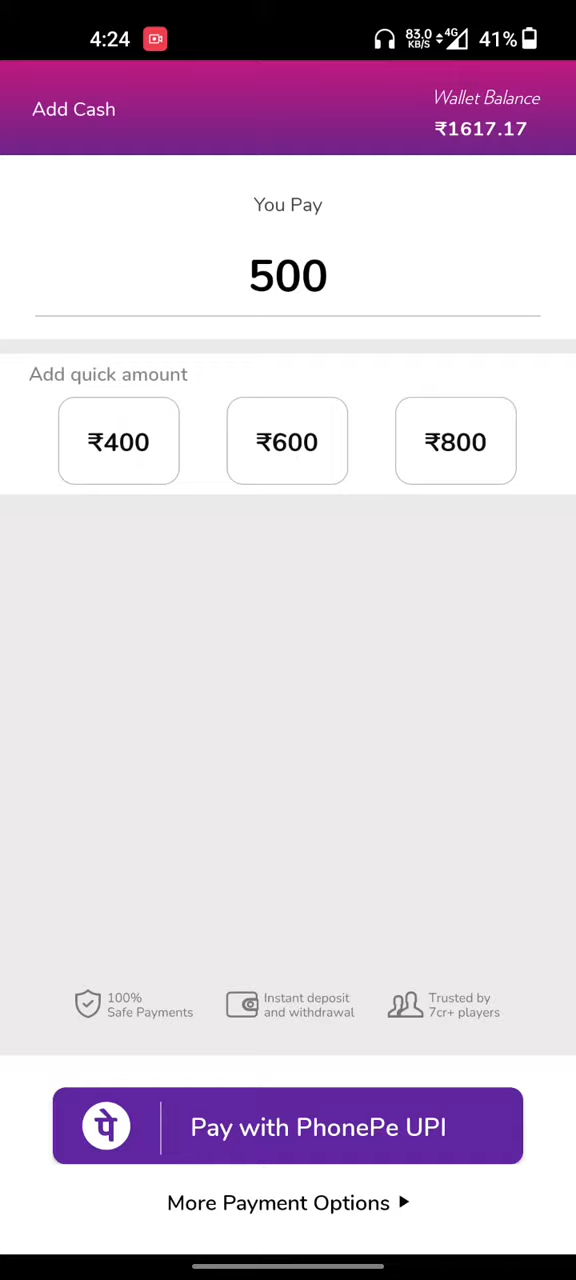 4:24
83.0
KB/S
4G
41%
Add Cash
Wallet Balance
₹1617.17
You Pay
500
Add quick amount
₹400
₹600
₹800
100%
Safe Payments
Instant deposit
and withdrawal
Trusted by
7cr+ players
पे
Pay with PhonePe UPI
More Payment Options